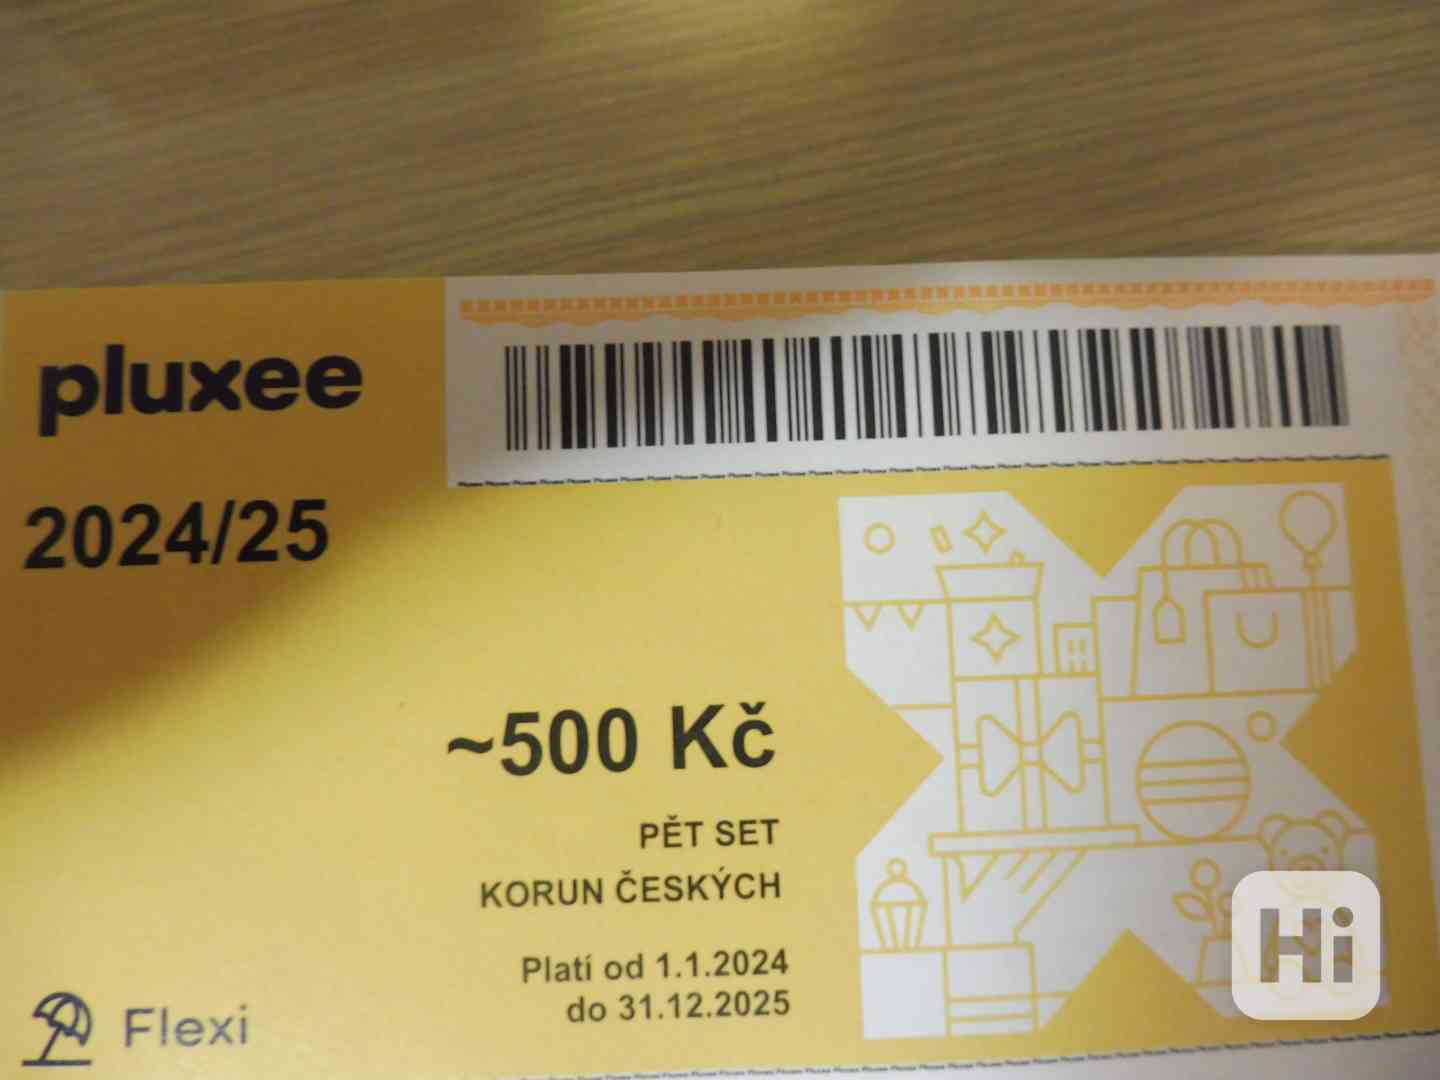 pluxee
2024/25
~500 Kč
PĚT SET
KORUN ČESKÝCH
Platí od 1.1.2024
do 31.12.2025
Flexi
Hi